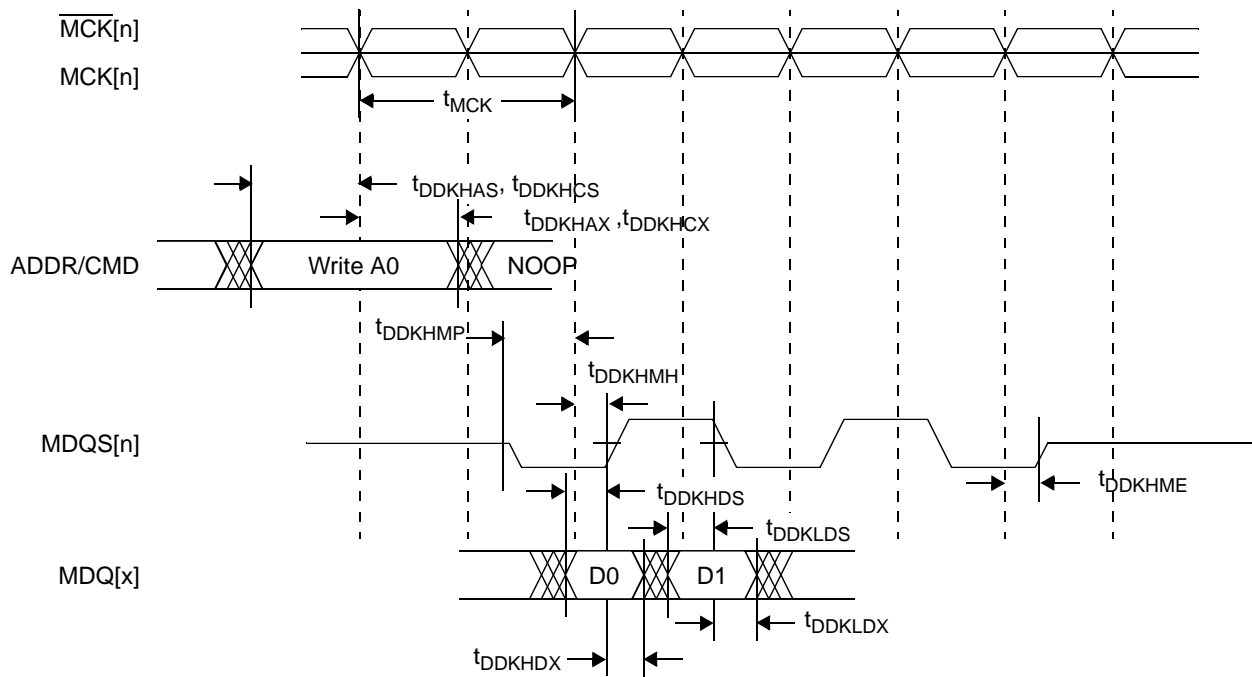 MCK[n]
MCK[n]
tMCK
tDDKHAS, tDDKHCS
tDDKHAX ,tDDKHCX
ADDR/CMD
Write A0
NOOP
tDDKHMP
tDDKHMH
MDQS[n]
tDDKHME
tDDKHDS
tDDKLDS
MDQ[x]
D0
D1
tDDKLDX
tDDKHDX